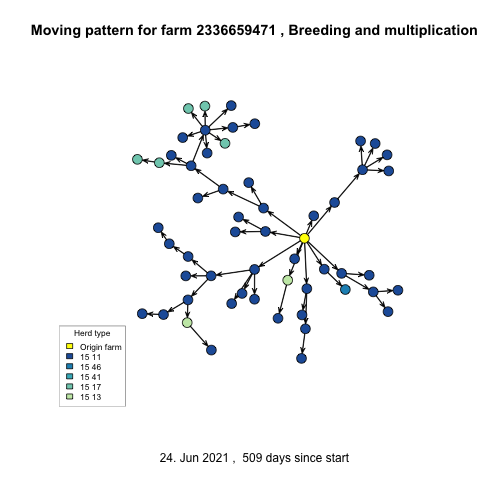 Moving pattern for farm 2336659471 , Breeding and multiplication
Herd type
Origin farm
15 11
15 46
15 41
15 17
15 13
24. Jun 2021 , 509 days since start